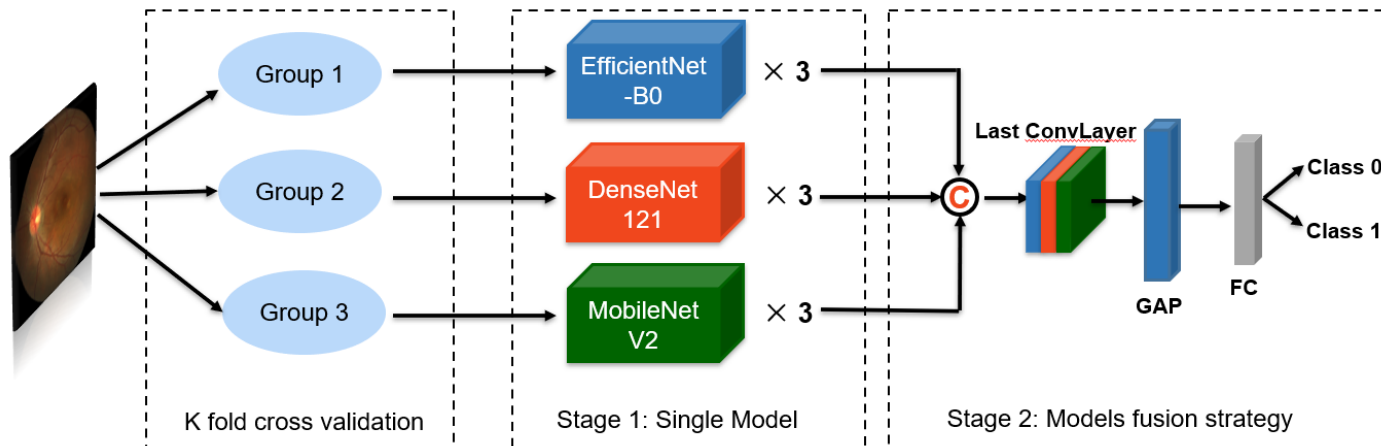 Group 1
Group 2
Group 3
K fold cross validation
EfficientNet
-B0
× 3
DenseNet
121
× 3
MobileNet
V2
× 3
Stage 1: Single Model
C
Last ConvLayer
GAP
FC
Class 0
Class 1
Stage 2: Models fusion strategy